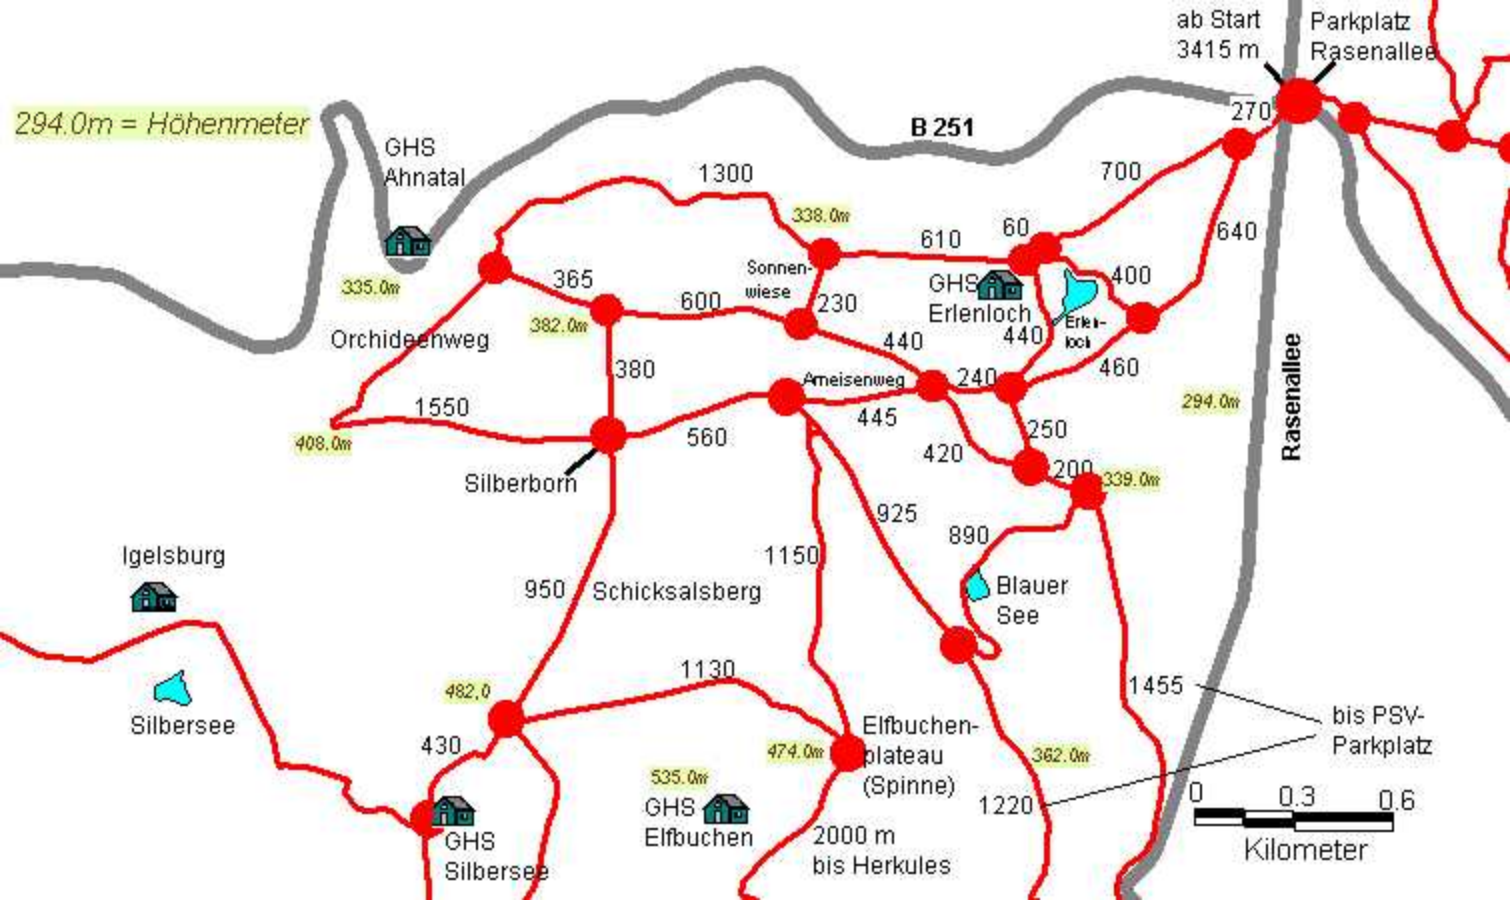 ab Start
3415 m
Parkplatz
Rasenallee
270
294.0m = Höhenmeter
B 251
GHS
Ahnatal
1300
700
338.0m
60
610
640
335.0m
365
Sonnen-
wiese
GHS
Erlenloch
400
600
230
382.0m
Erlen-
loch
Orchideenweg
440
440
380
Ameisenweg
240
460
Rasenallee
1550
445
294.0m
408.0m
560
250
420
200
339.0m
Silberborn
925
890
Igelsburg
1150
950
Schicksalsberg
Blauer
See
1130
482,0
1455
Silbersee
bis PSV-
Parkplatz
430
474.0m
Elfbuchen-
plateau
(Spinne)
362.0m
535.0m
GHS
Elfbuchen
1220
0 0.3 0.6
Kilometer
GHS
Silbersee
2000 m
bis Herkules